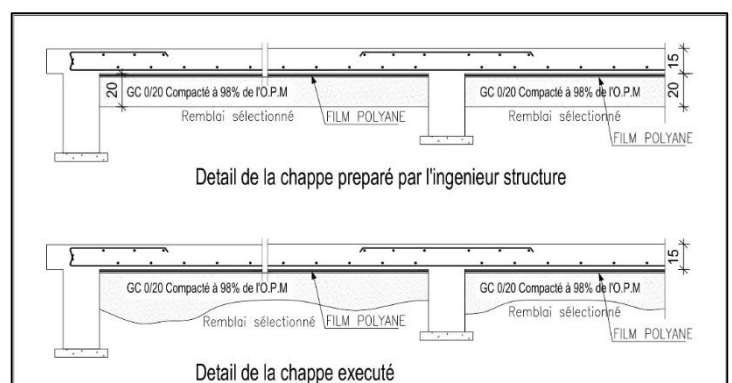 15
20
20
GC 0/20 Compacté à 98% de l'O.P.M
GC 0/20 Compacté à 98% de l'O.P.M
Remblai sélectionné
FILM POLYANE
Remblai sélectionné
FILM POLYANE
Detail de la chappe preparé par l'ingenieur structure
15
GC 0/20 Compacté à 98% de l'O.P.M
GC 0/20 Compacté à 98% de l'O.P.M
Remblai sélectionné
FILM POLYANE
Remblai sélectionné
FILM POLYANE
Detail de la chappe executé